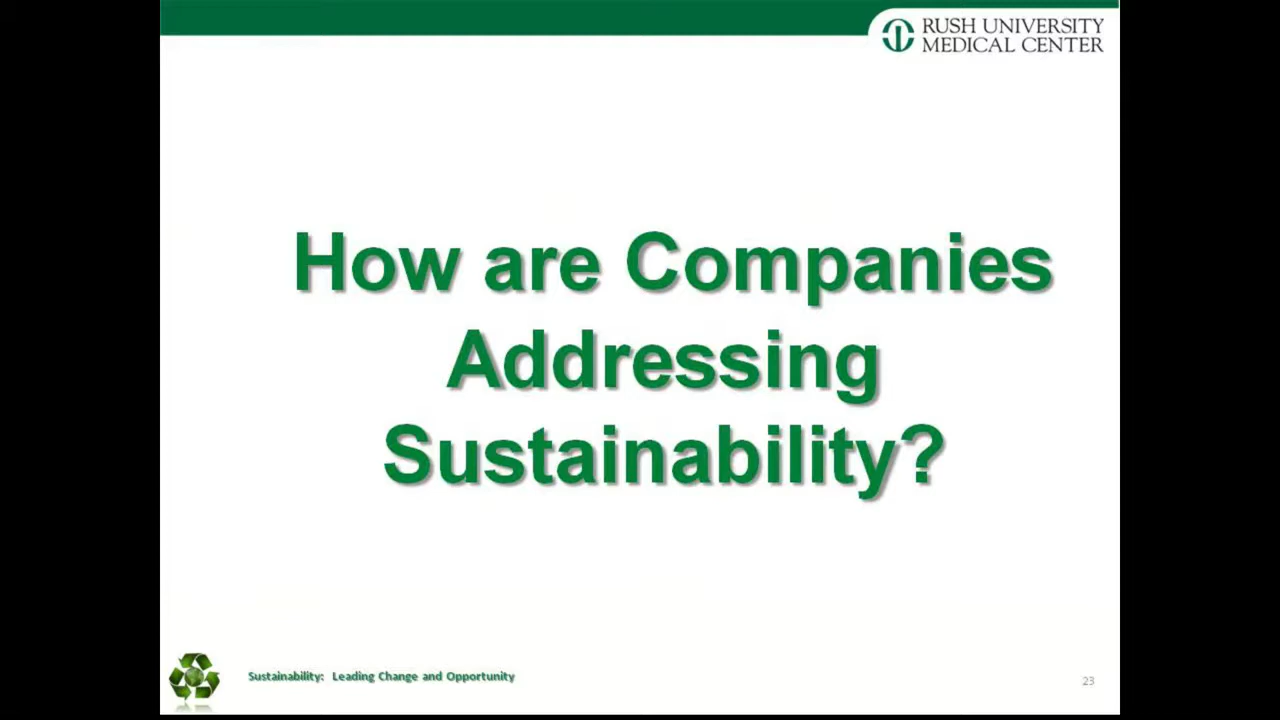 RUSH UNIVERSITY
MEDICAL CENTER
How are Companies
Addressing
Sustainability?
Sustainability: Leading Change and Opportunity
23